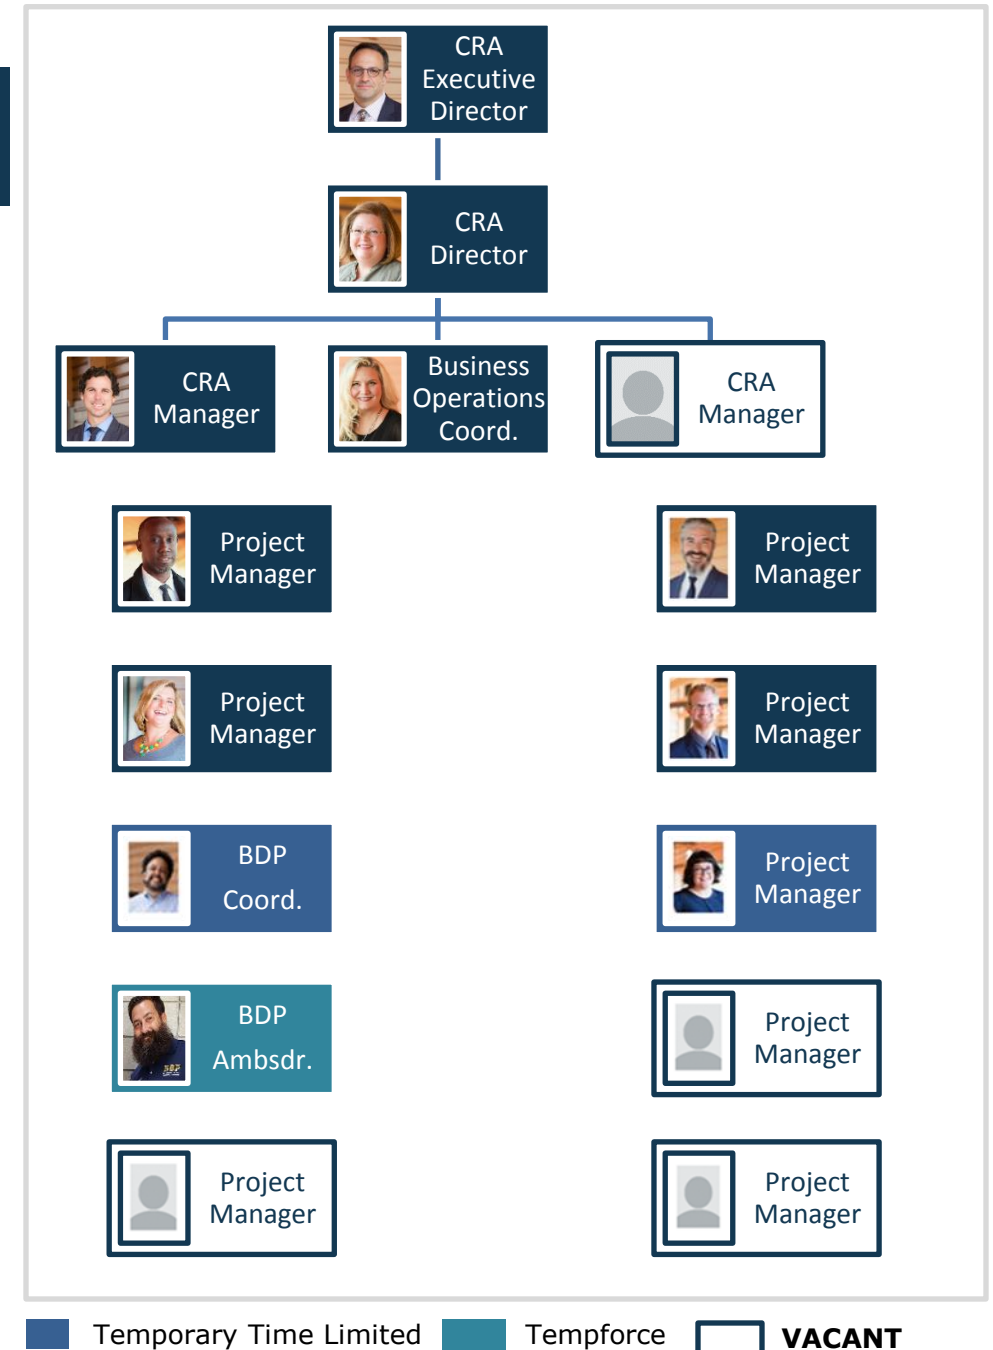 CRA
Executive
Director
CRA
Director
CRA
Manager
Business
Operations
Coord.
CRA
Manager
Project
Manager
Project
Manager
Project
Manager
Project
Manager
BDP
Coord.
Project
Manager
BDP
Ambsdr.
BDP
Project
Manager
Project
Manager
Project
Manager
Temporary Time Limited
Tempforce
VACANT